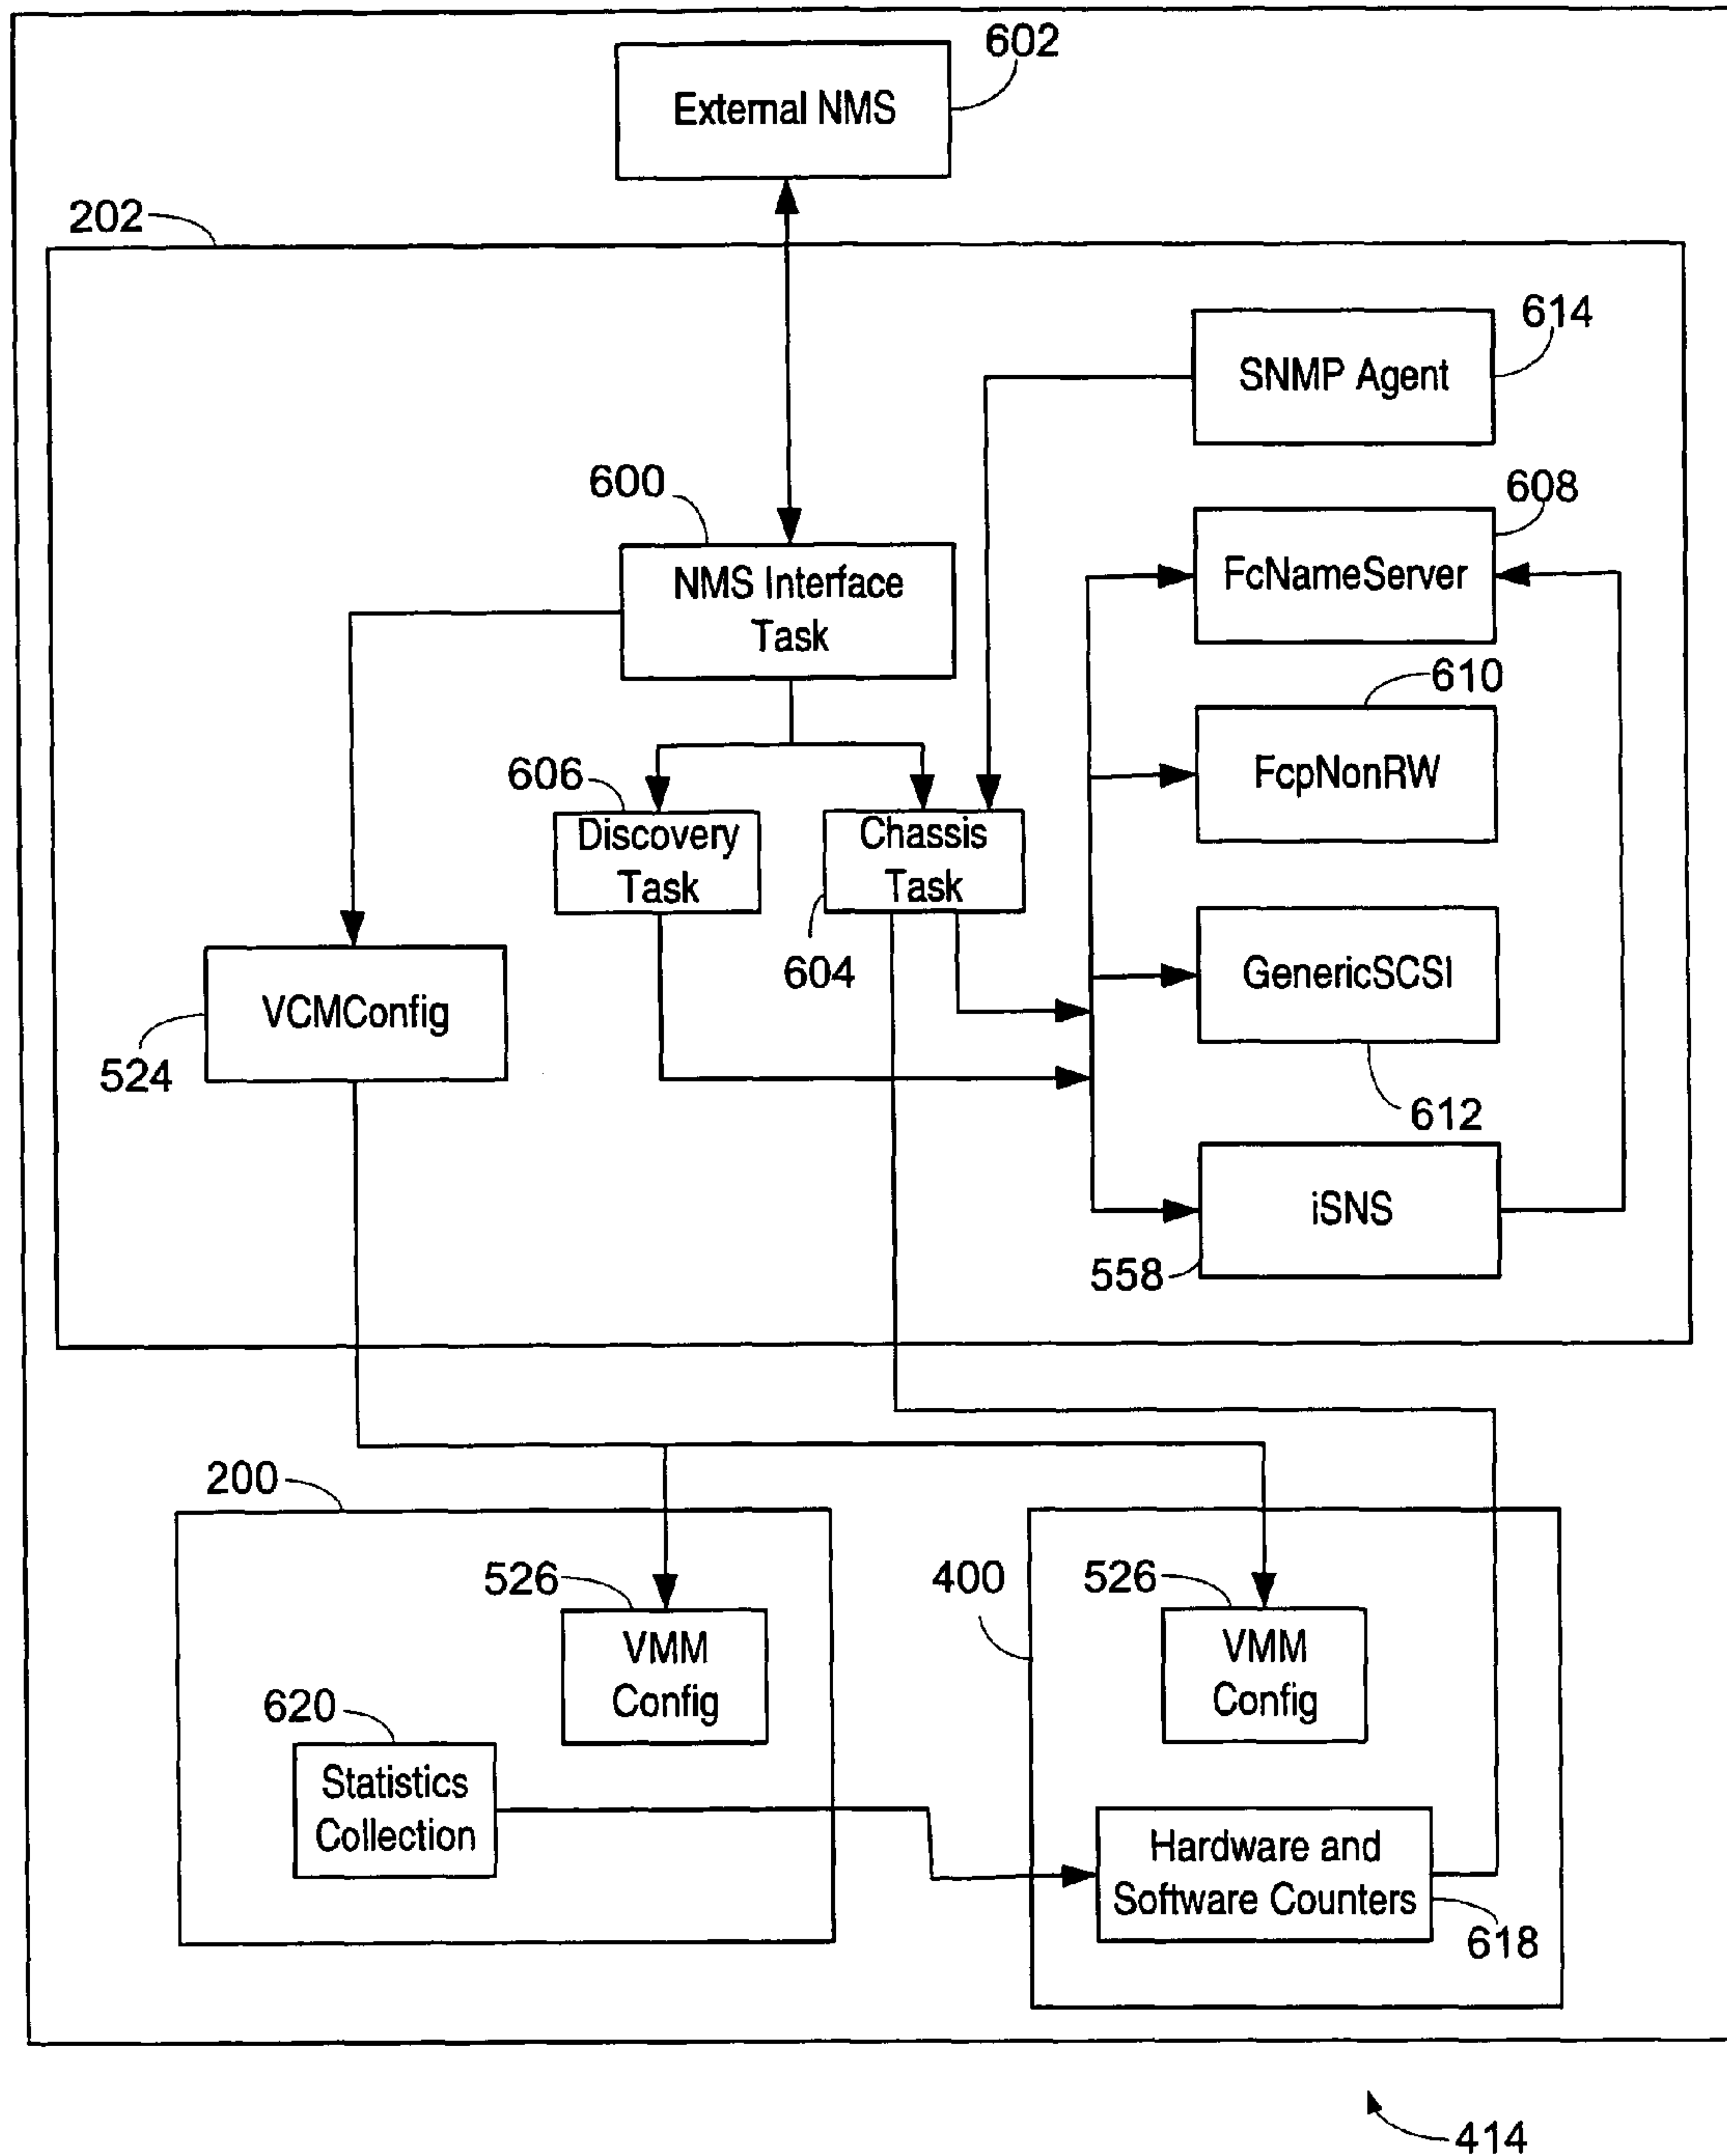 602
External NMS
202
614
SNMP Agent
600
608
NMS Interface
Task
FcNameServer
610
606
FcpNonRW
Discovery
Task
Chassis
Task
604
GenericSCSI
VCMConfig
524
612
iSNS
558
200
526
VMM
Config
400
526
VMM
Config
620
Statistics
Collection
Hardware and
Software Counters
618
414